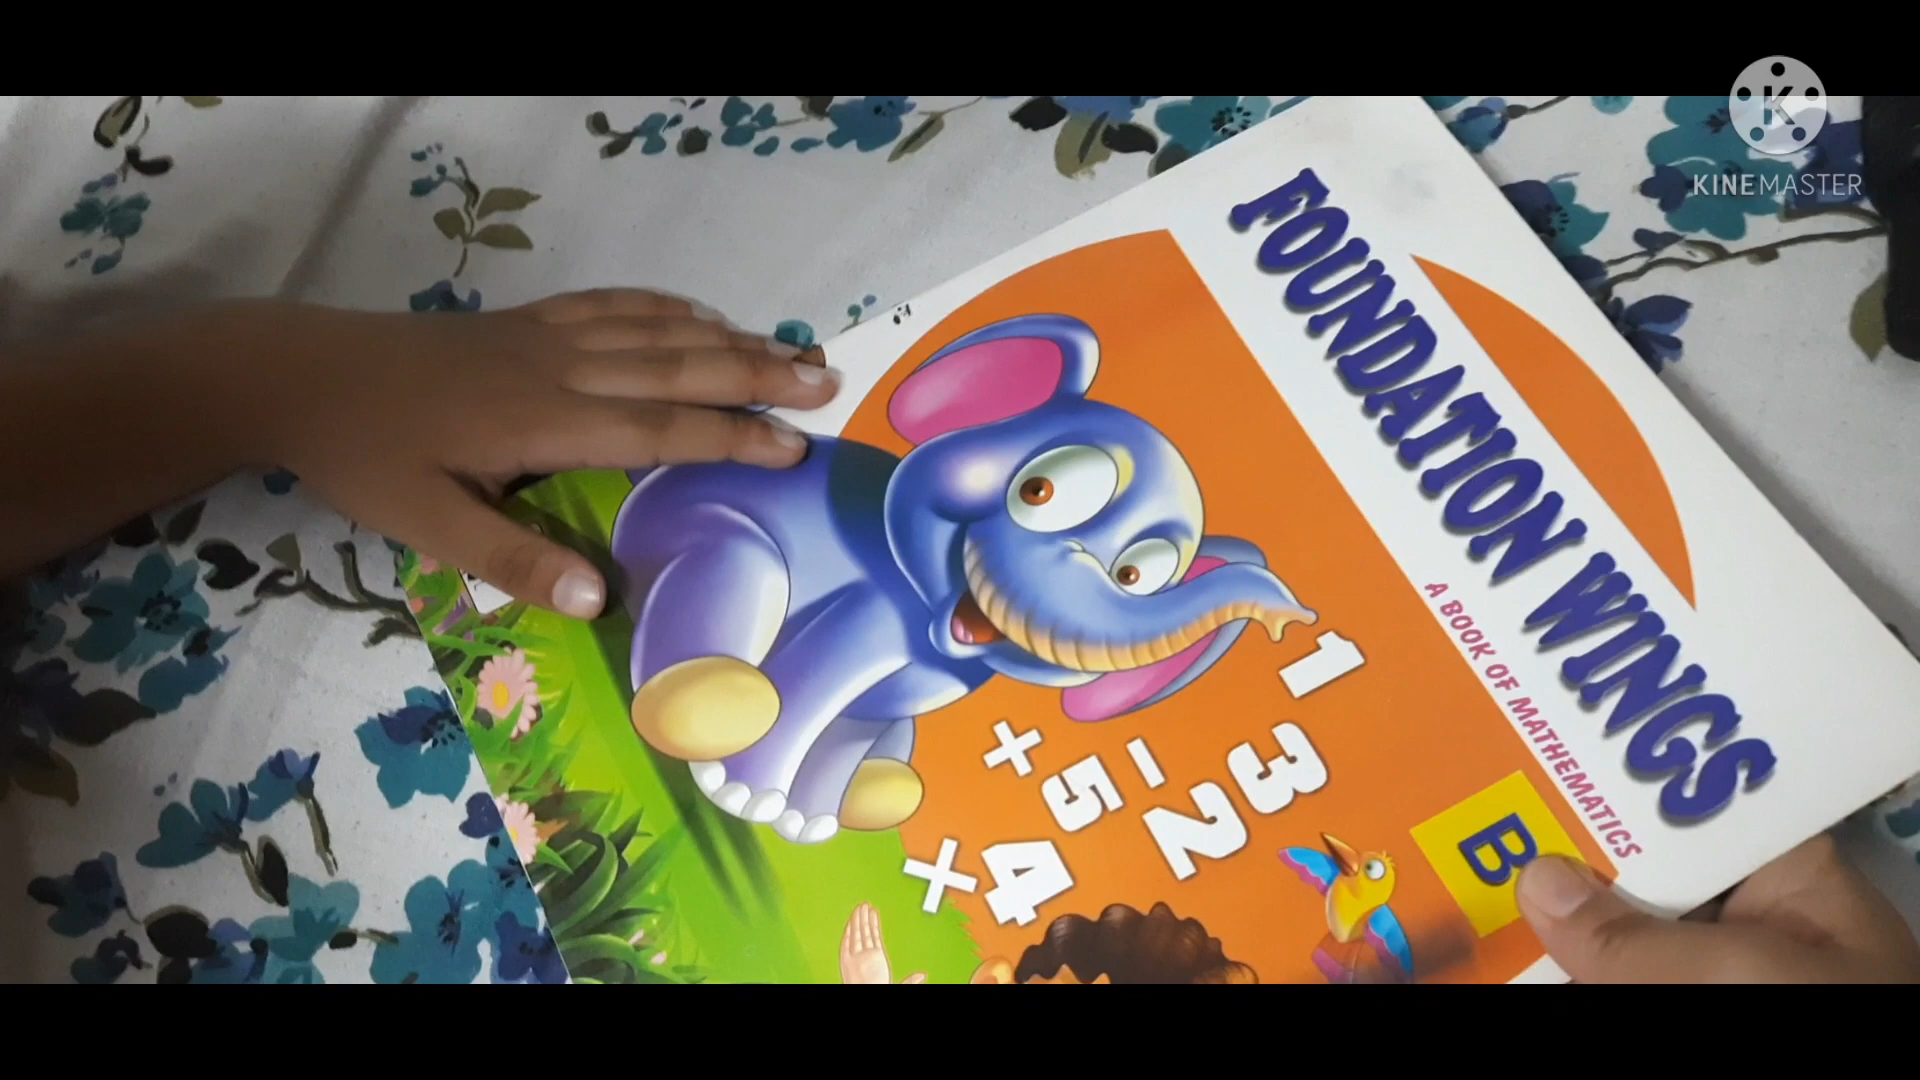 KINEMASTER
FOUNDATION WINGS
A BOOK OF MATHEMATICS
B
1
3
- 2
+ 5
× 4